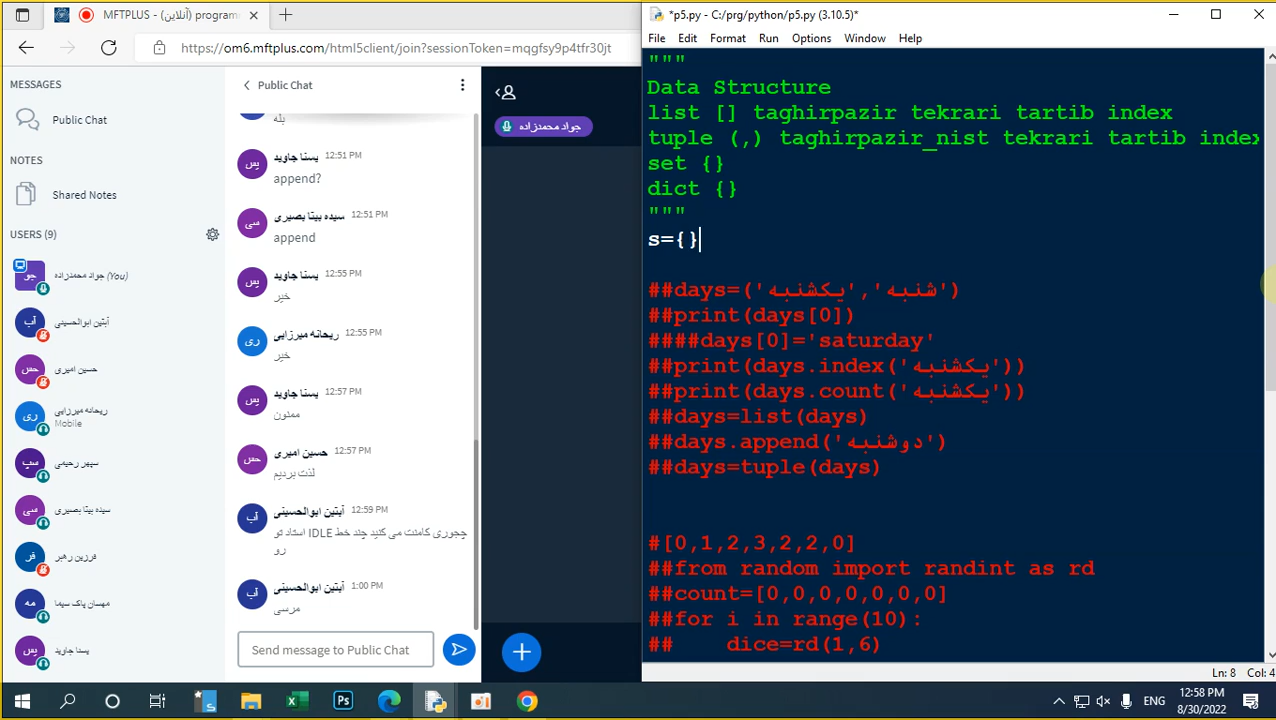 MFTPLUS (آنلاین) - program
https://om6.mftplus.com/html5client/join?sessionToken=mqgfsy9p4tfr30jt
MESSAGES
Public Chat
NOTES
Shared Notes
USERS (9)
جواد محمدزاده (You)
آبتین ابوالحسینی
حسین امیری
ریحانه میرزایی
Mobile
سپهر رحیمی
سیده بیتا بصیری
فرزین رهبر
مهسان پاک سیما
یسنا جاوید
Public Chat
بله
یسنا جاوید 12:51 PM
append?
سیده بیتا بصیری 12:51 PM
append
یسنا جاوید 12:55 PM
خیر
ریحانه میرزایی 12:55 PM
خیر
یسنا جاوید 12:57 PM
ممنون
حسین امیری 12:57 PM
لذت بردیم
آبتین ابوالحسینی 12:59 PM
چجوری کامنت می کنید چند خط IDLE استاد تو
رو
آبتین ابوالحسینی 1:00 PM
مرسی
Send message to Public Chat
جواد محمدزاده
*p5.py - C:/prg/python/p5.py (3.10.5)*
File Edit Format Run Options Window Help
"""
Data Structure
list [] taghirpazir tekrari tartib index
tuple (,) taghirpazir_nist tekrari tartib index
set {}
dict {}
"""
s={}
##days=('شنبه','یکشنبه')
##print(days[0])
####days[0]='saturday'
##print(days.index('یکشنبه'))
##print(days.count('یکشنبه'))
##days=list(days)
##days.append('دوشنبه')
##days=tuple(days)
#[0,1,2,3,2,2,0]
##from random import randint as rd
##count=[0,0,0,0,0,0,0]
##for i in range(10):
##    dice=rd(1,6)
Ln: 8 Col: 4
ENG
12:58 PM
8/30/2022